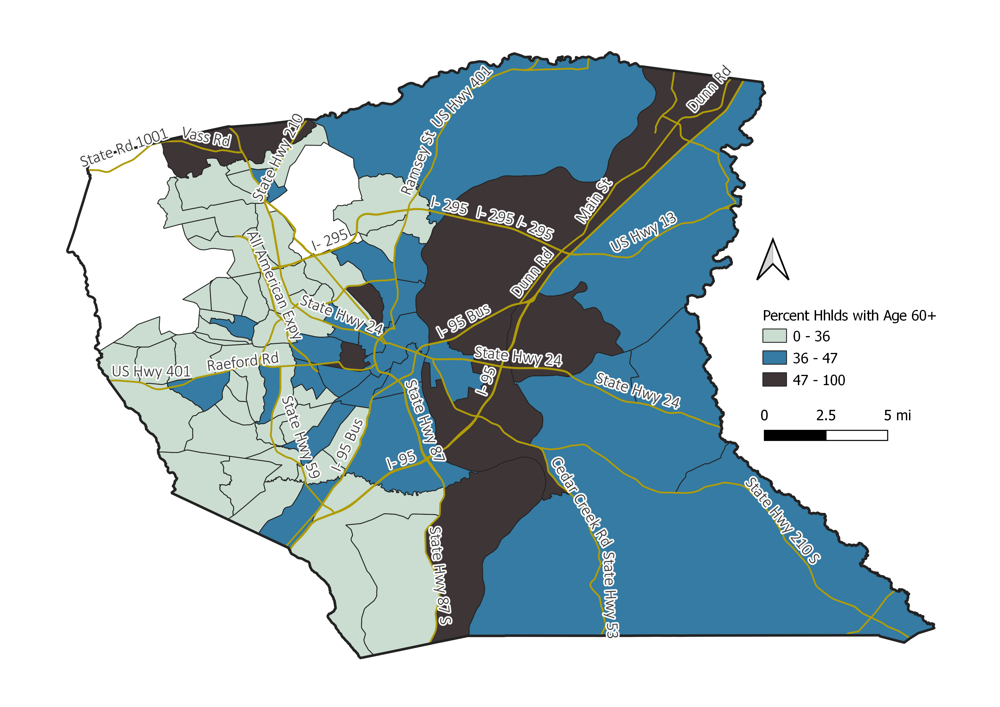 Dunn Rd
US Hwy 401
State Rd 1001
Vass Rd
State Hwy 210
Ramsey St
Main St
I- 295
I- 295
I- 295
US Hwy 13
I- 295
All American Expy
Dunn Rd
State Hwy 24
I- 95 Bus
Percent Hhlds with Age 60+
0 - 36
36 - 47
47 - 100
State Hwy 24
Raeford Rd
US Hwy 401
I- 95
State Hwy 24
State Hwy 87
State Hwy 59
0 2.5 5 mi
I- 95 Bus
I- 95
Cedar Creek Rd
State Hwy 210 S
State Hwy 87 S
State Hwy 53